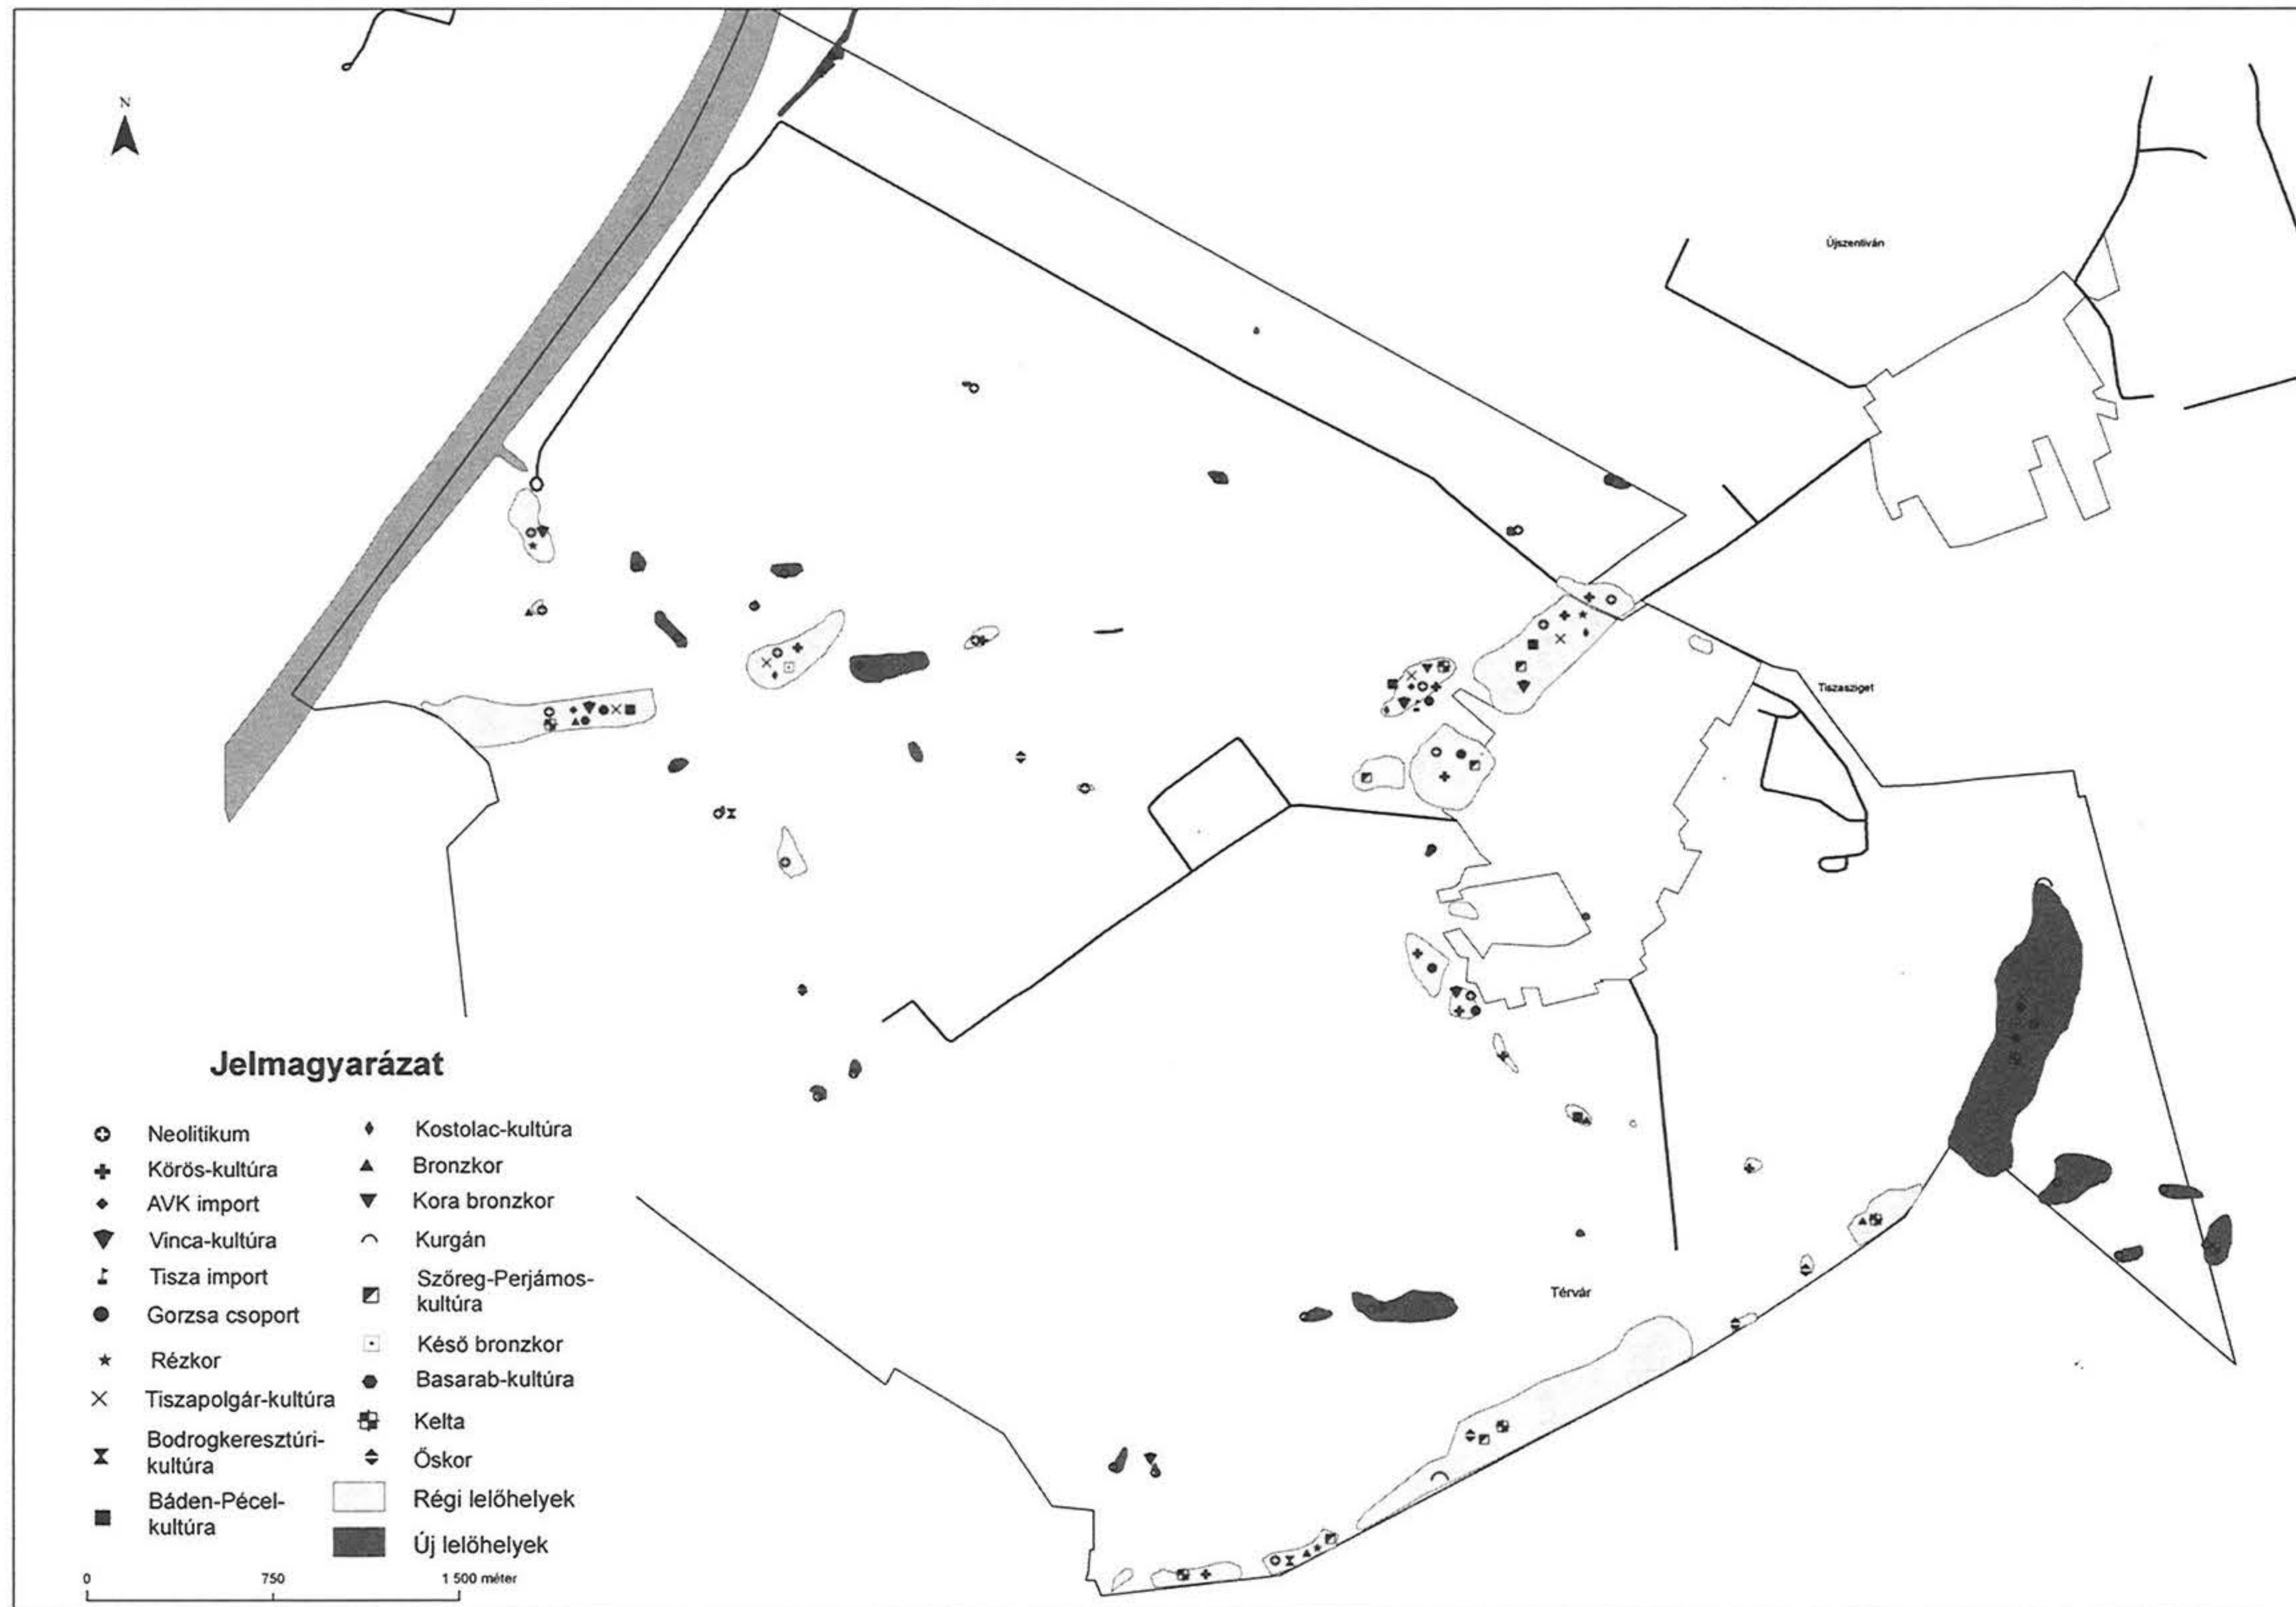 N
Újszentiván
Tiszasziget
Térvár
Jelmagyarázat
Neolitikum
Körös-kultúra
AVK import
Vinca-kultúra
Tisza import
Gorzsa csoport
Rézkor
Tiszapolgár-kultúra
Bodrogkeresztúri-
kultúra
Báden-Pécel-
kultúra
Kostolac-kultúra
Bronzkor
Kora bronzkor
Kurgán
Szőreg-Perjámos-
kultúra
Késő bronzkor
Basarab-kultúra
Kelta
Őskor
Régi lelőhelyek
Új lelőhelyek
0 750 1 500 méter